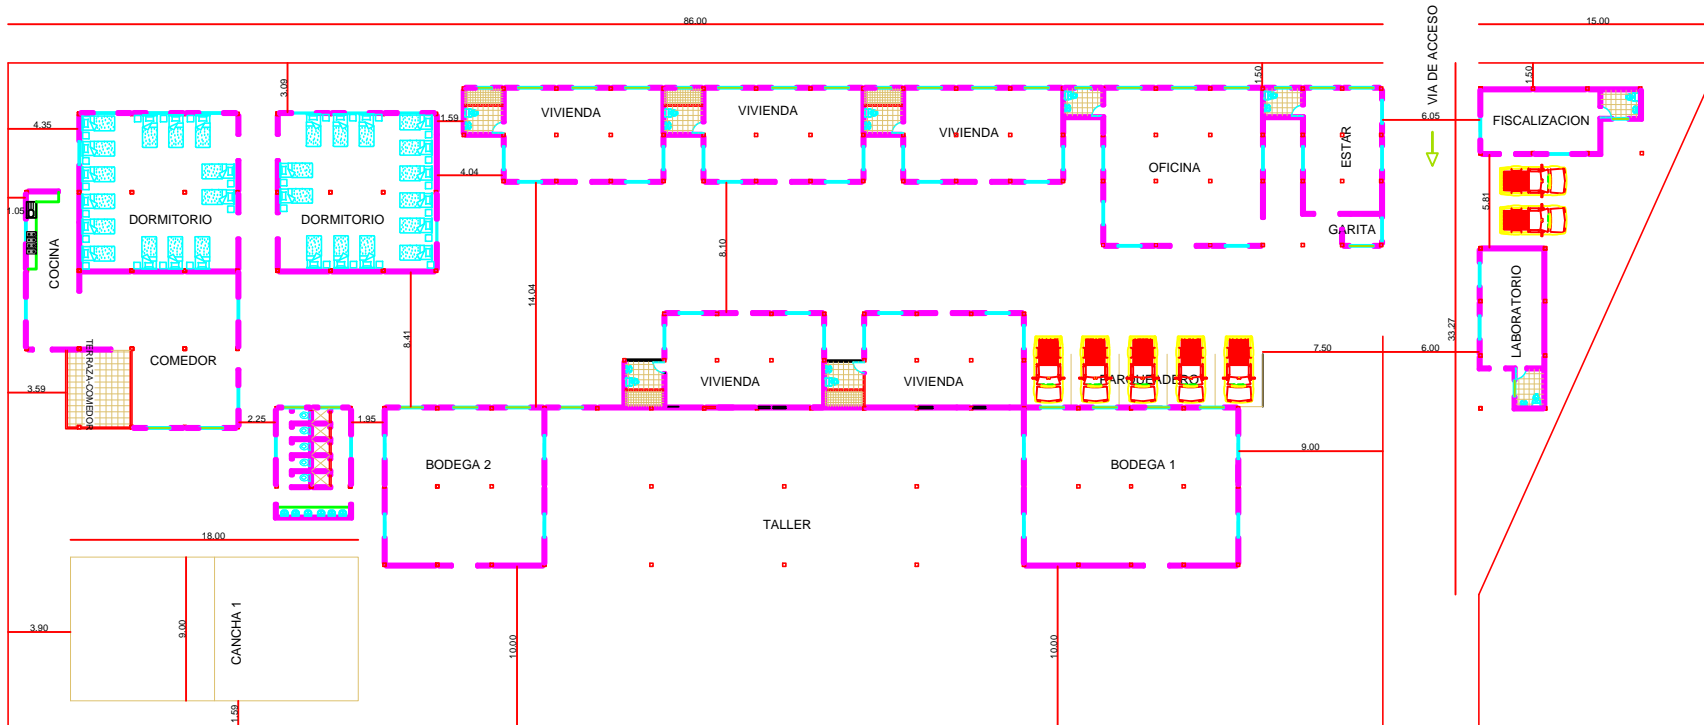 86.00
15.00
VIA DE ACCESO
3.09
1.50
1.50
4.35
1.59
6.05
VIVIENDA
VIVIENDA
VIVIENDA
FISCALIZACION
ESTAR
OFICINA
4.04
1.05
DORMITORIO
DORMITORIO
5.81
GARITA
COCINA
8.10
14.04
8.41
33.27
LABORATORIO
TERRAZA-COMEDOR
COMEDOR
7.50
6.00
VIVIENDA
VIVIENDA
PARQUEADERO
3.59
2.25
1.95
9.00
BODEGA 2
BODEGA 1
TALLER
18.00
3.90
9.00
CANCHA 1
10.00
10.00
1.59